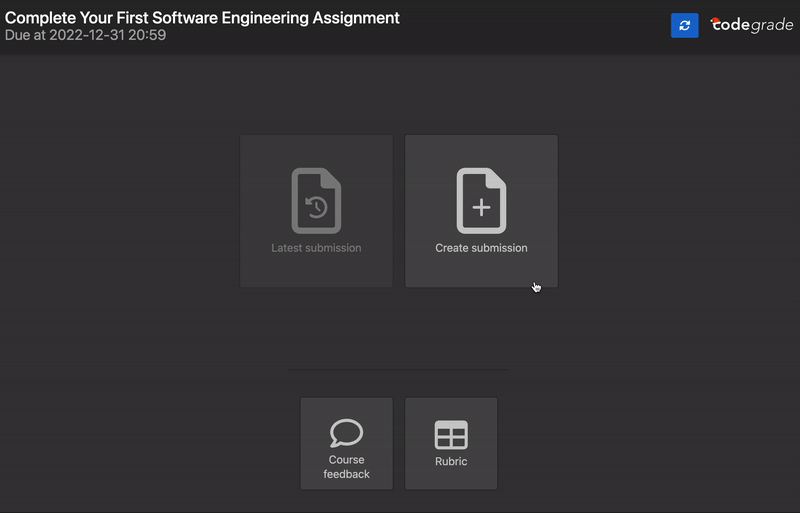 Complete Your First Software Engineering Assignment
Due at 2022-12-31 20:59
codegrade
Latest submission
Create submission
Course
feedback
Rubric